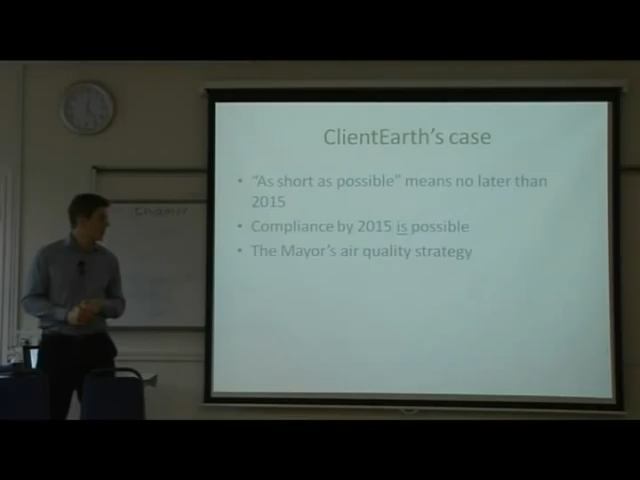 ClientEarth's case
• "As short as possible" means no later than
2015
• Compliance by 2015 is possible
• The Mayor's air quality strategy